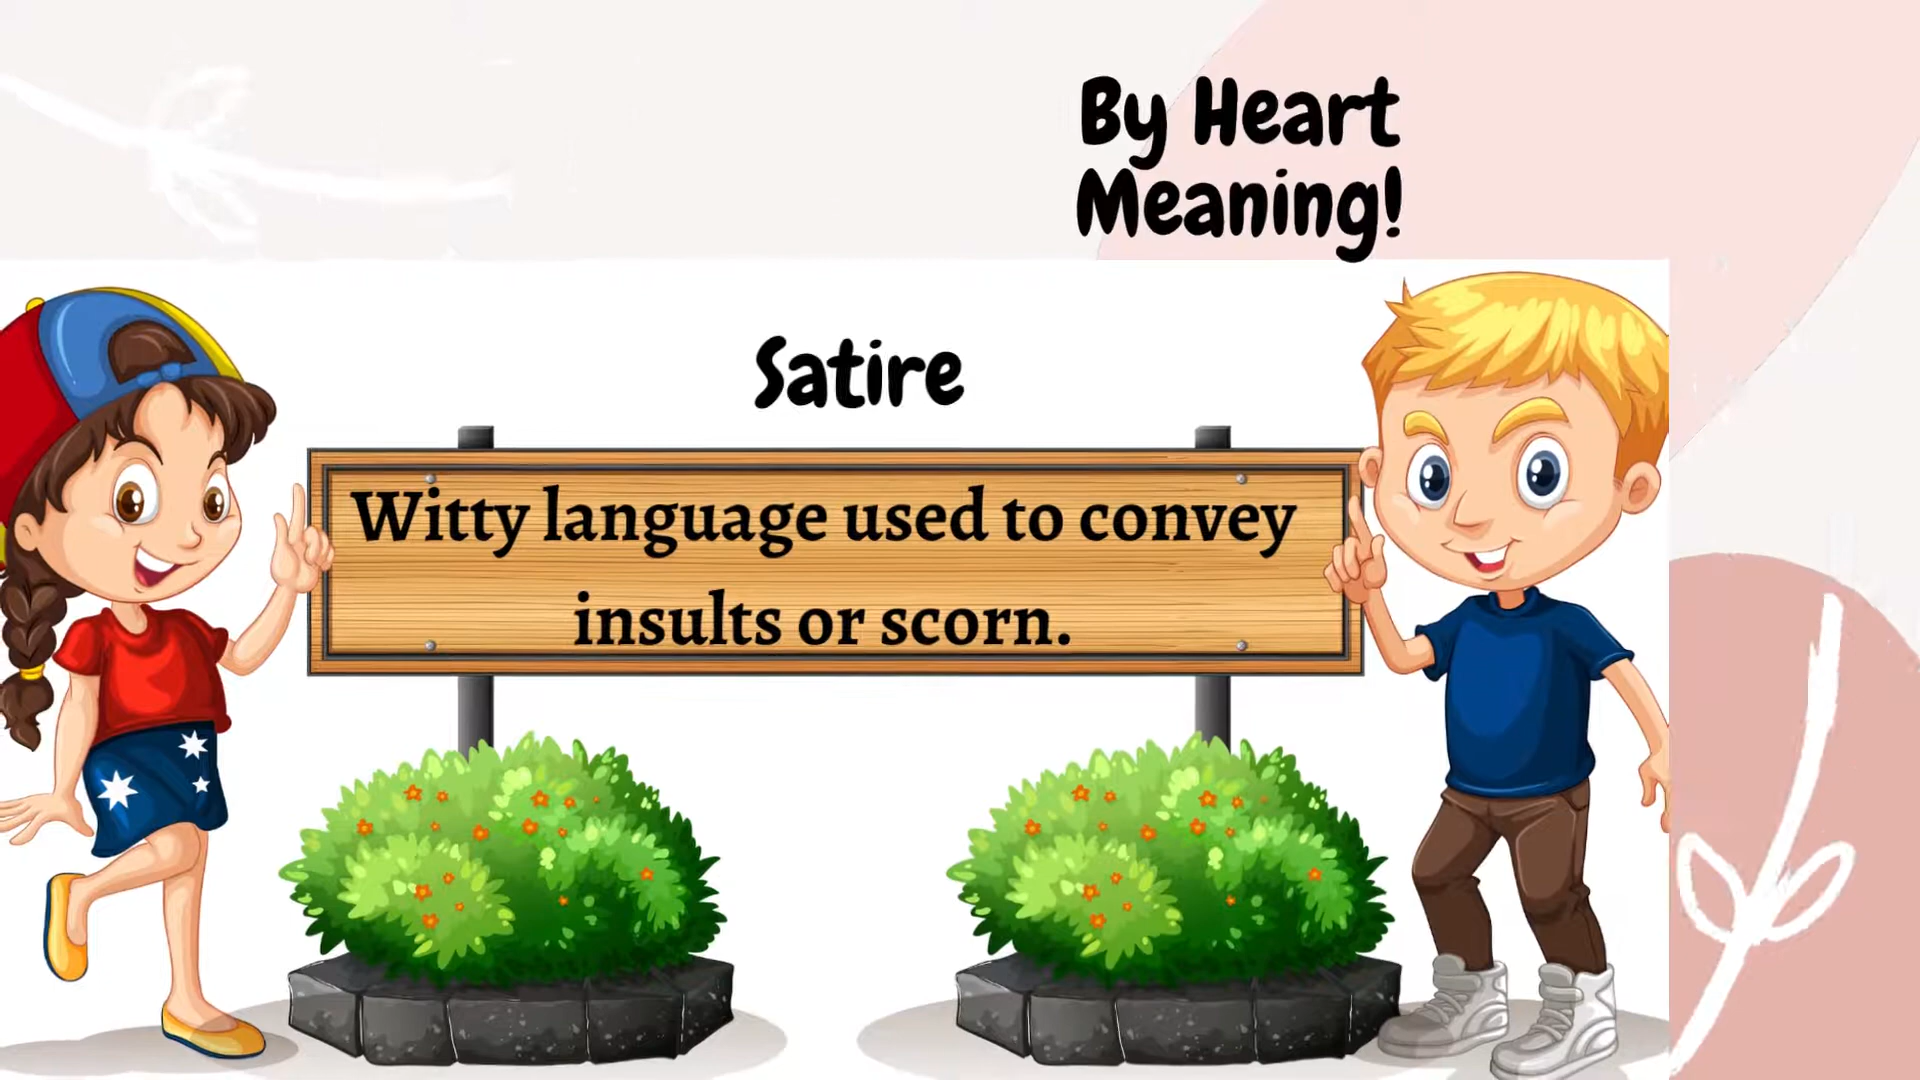 By Heart
Meaning!
Satire
Witty language used to convey
insults or scorn.